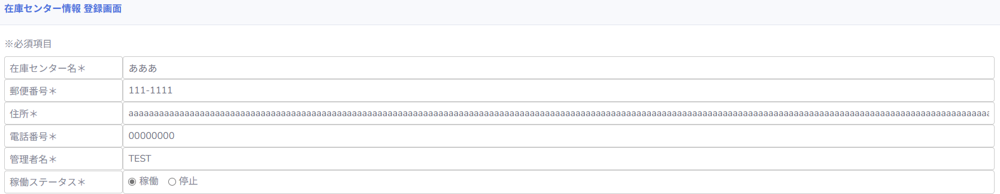 在庫センター情報 登録画面
※必須項目
在庫センター名＊ あああ
郵便番号＊ 111-1111
住所＊ aaaaaaaaaaaaaaaaaaaaaaaaaaaaaaaaaaaaaaaaaaaaaaaaaaaaaaaaaaaaaaaaaaaaaaaaaaaaaaaaaaaaaaaaaaaaaaaaaaaaaaaaaaaaaaaaaaaaaaaaaaaaaaaaaaaaaaaaaaaaaaaaaaaaaaaaaaaaaaaaaaaaaaaaa
電話番号＊ 00000000
管理者名＊ TEST
稼働ステータス＊ 稼働 停止